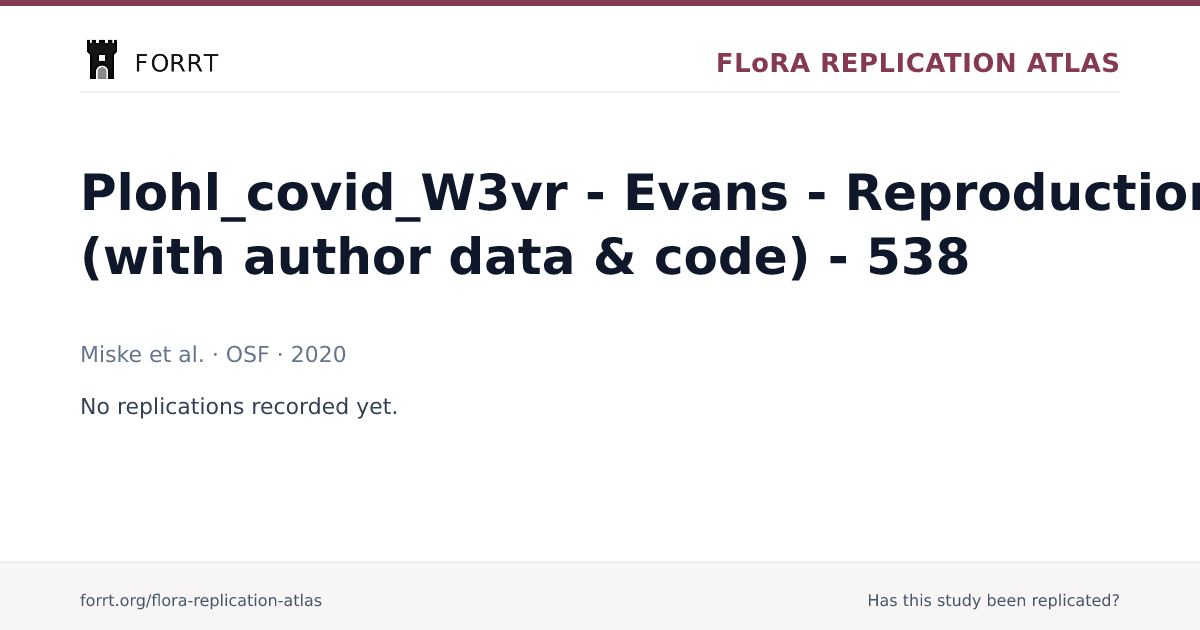 FORRT
FLoRA REPLICATION ATLAS
Plohl_covid_W3vr - Evans - Reproduction
(with author data & code) - 538
Miske et al. · OSF · 2020
No replications recorded yet.
forrt.org/flora-replication-atlas
Has this study been replicated?